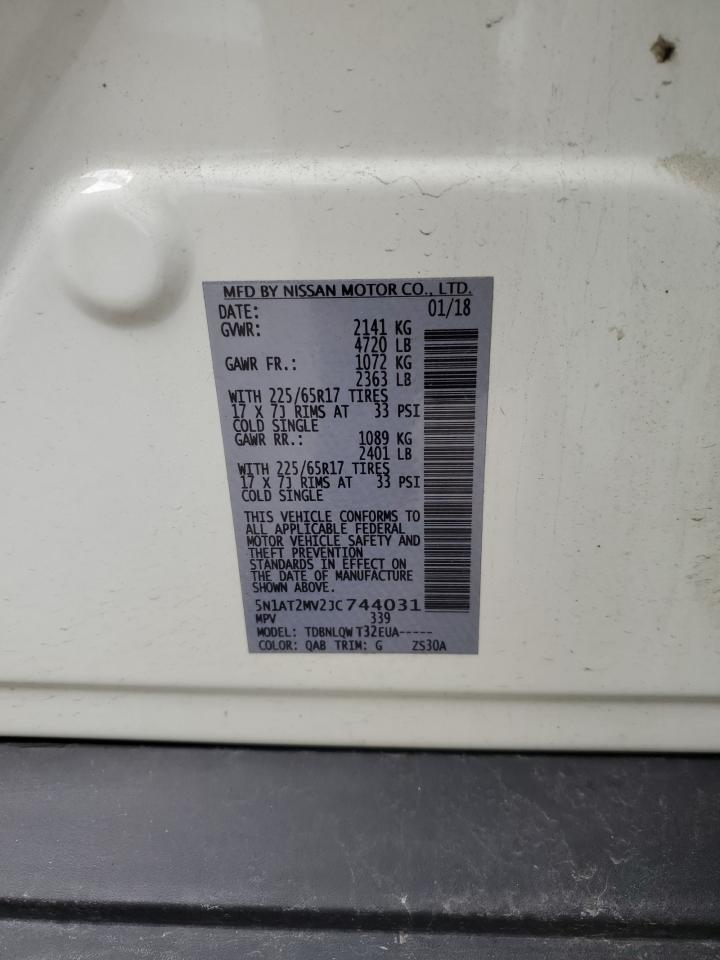 MFD BY NISSAN MOTOR CO., LTD.
DATE: 01/18
GVWR: 2141 KG
4720 LB
GAWR FR.: 1072 KG
2363 LB
WITH 225/65R17 TIRES
17 X 7J RIMS AT 33 PSI
COLD SINGLE
GAWR RR.: 1089 KG
2401 LB
WITH 225/65R17 TIRES
17 X 7J RIMS AT 33 PSI
COLD SINGLE
THIS VEHICLE CONFORMS TO
ALL APPLICABLE FEDERAL
MOTOR VEHICLE SAFETY AND
THEFT PREVENTION
STANDARDS IN EFFECT ON
THE DATE OF MANUFACTURE
SHOWN ABOVE.
5N1AT2MV2JC744031
MPV 339
MODEL: TDBNLQW T32EUA-----
COLOR: QAB TRIM: G ZS30A